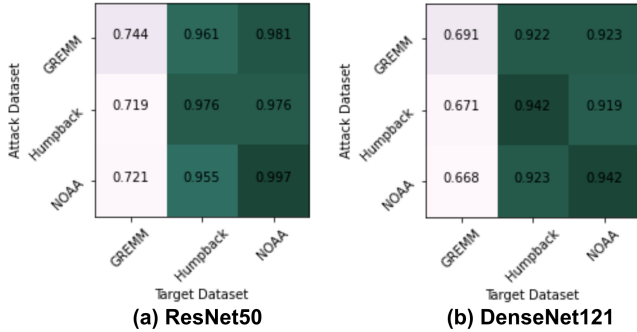 GREMM 0.744 0.961 0.981
Humpback 0.719 0.976 0.976
NOAA 0.721 0.955 0.997
Attack Dataset
GREMM Humpback NOAA
Target Dataset
(a) ResNet50
GREMM 0.691 0.922 0.923
Humpback 0.671 0.942 0.919
NOAA 0.668 0.923 0.942
Attack Dataset
GREMM Humpback NOAA
Target Dataset
(b) DenseNet121